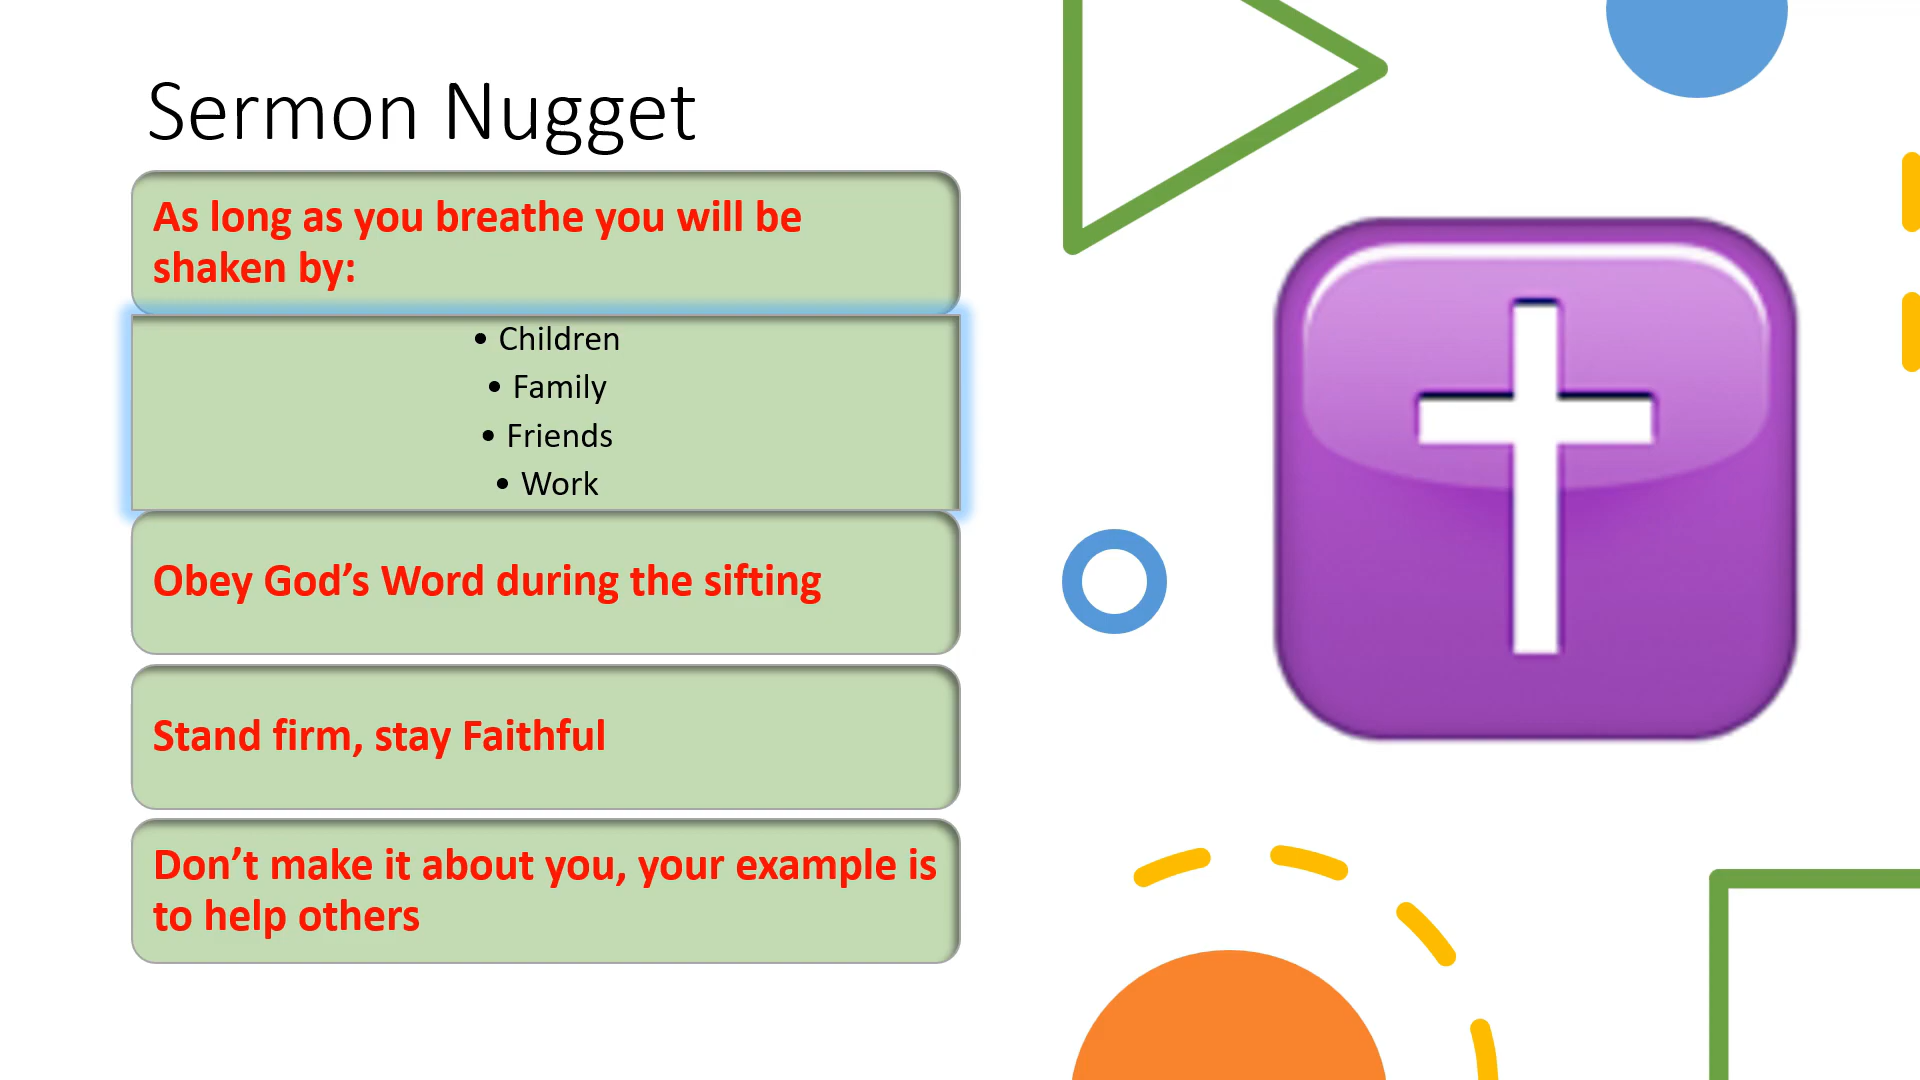 Sermon Nugget
As long as you breathe you will be
shaken by:
• Children
• Family
• Friends
• Work
Obey God’s Word during the sifting
Stand firm, stay Faithful
Don’t make it about you, your example is
to help others